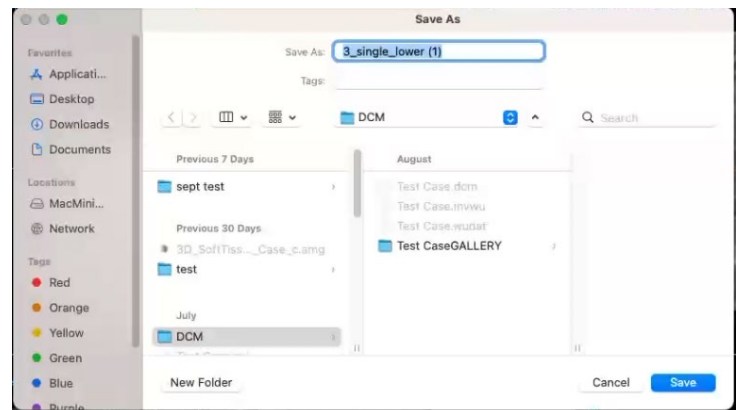 Save As
Favorites
Applicati...
Desktop
Downloads
Documents
Locations
MacMini...
Network
Tags
Red
Orange
Yellow
Green
Blue
Purple
Save As: 3_single_lower (1)
Tags:
DCM
Search
Previous 7 Days
sept test
Previous 30 Days
3D_SoftTiss..._Case_c.amg
test
July
DCM
August
Test Case.dcm
Test Case.invwu
Test Case.wudat
Test CaseGALLERY
New Folder
Cancel
Save